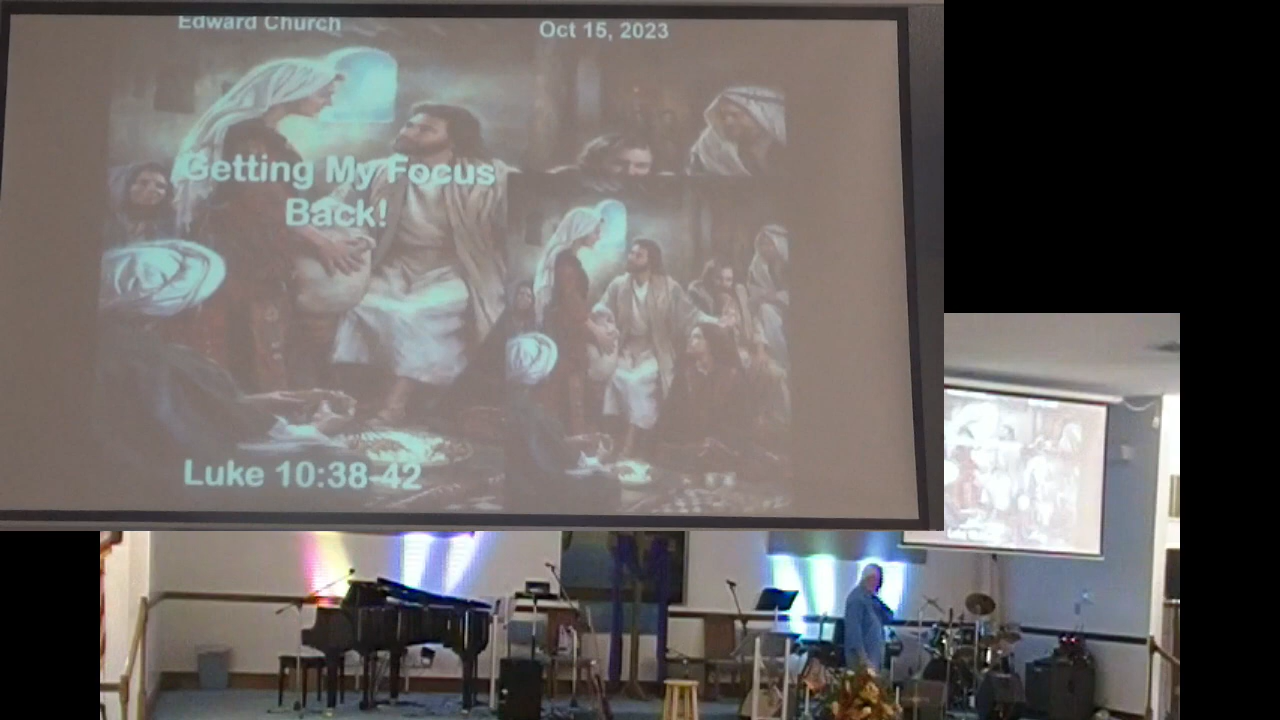 Edward Church
Oct 15, 2023
Getting My Focus
Back!
Luke 10:38-42